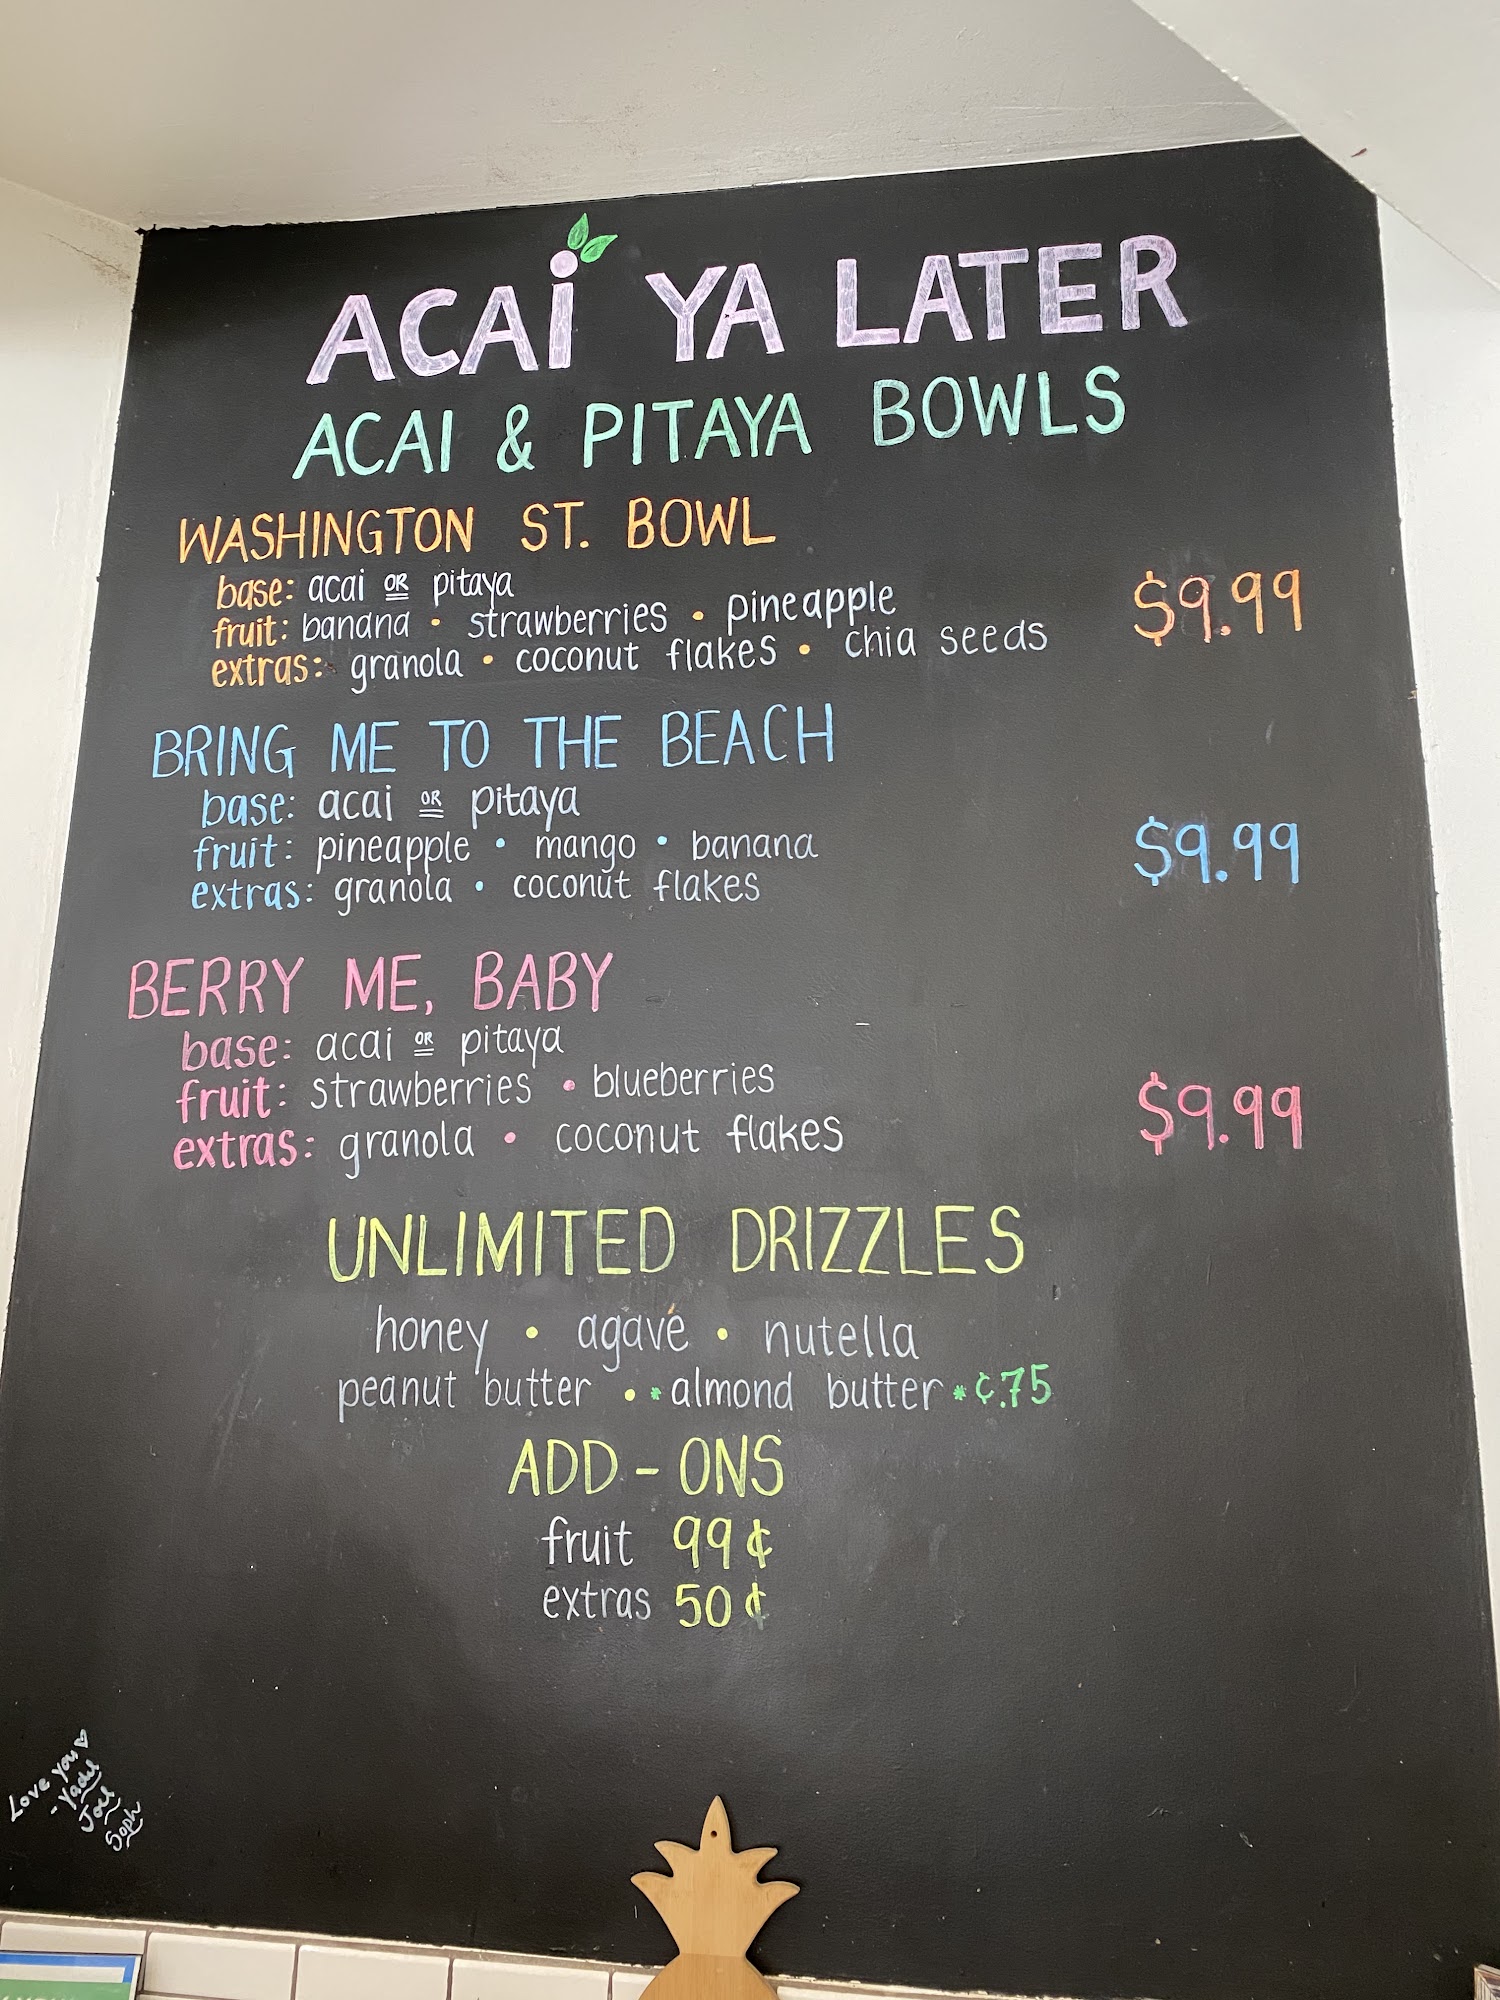 ACAI YA LATER
ACAI & PITAYA BOWLS
WASHINGTON ST. BOWL
base: acai OR pitaya
fruit: banana • strawberries • pineapple
extras: granola • coconut flakes • chia seeds
$9.99
BRING ME TO THE BEACH
base: acai OR pitaya
fruit: pineapple • mango • banana
extras: granola • coconut flakes
$9.99
BERRY ME, BABY
base: acai OR pitaya
fruit: strawberries • blueberries
extras: granola • coconut flakes
$9.99
UNLIMITED DRIZZLES
honey • agavé • nutella
peanut butter • *almond butter *¢.75
ADD-ONS
fruit 99¢
extras 50¢
Love you ♡
Joel
Soph